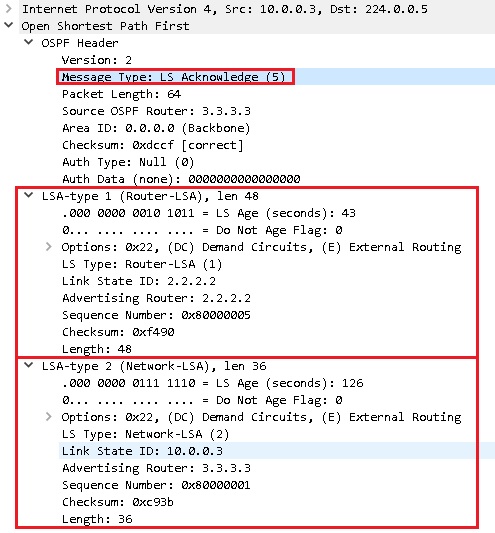 Internet Protocol Version 4, Src: 10.0.0.3, Dst: 224.0.0.5
Open Shortest Path First
OSPF Header
Version: 2
Message Type: LS Acknowledge (5)
Packet Length: 64
Source OSPF Router: 3.3.3.3
Area ID: 0.0.0.0 (Backbone)
Checksum: 0xdccf [correct]
Auth Type: Null (0)
Auth Data (none): 0000000000000000
LSA-type 1 (Router-LSA), len 48
.000 0000 0010 1011 = LS Age (seconds): 43
0... .... .... .... = Do Not Age Flag: 0
Options: 0x22, (DC) Demand Circuits, (E) External Routing
LS Type: Router-LSA (1)
Link State ID: 2.2.2.2
Advertising Router: 2.2.2.2
Sequence Number: 0x80000005
Checksum: 0xf490
Length: 48
LSA-type 2 (Network-LSA), len 36
.000 0000 0111 1110 = LS Age (seconds): 126
0... .... .... .... = Do Not Age Flag: 0
Options: 0x22, (DC) Demand Circuits, (E) External Routing
LS Type: Network-LSA (2)
Link State ID: 10.0.0.3
Advertising Router: 3.3.3.3
Sequence Number: 0x80000001
Checksum: 0xc93b
Length: 36